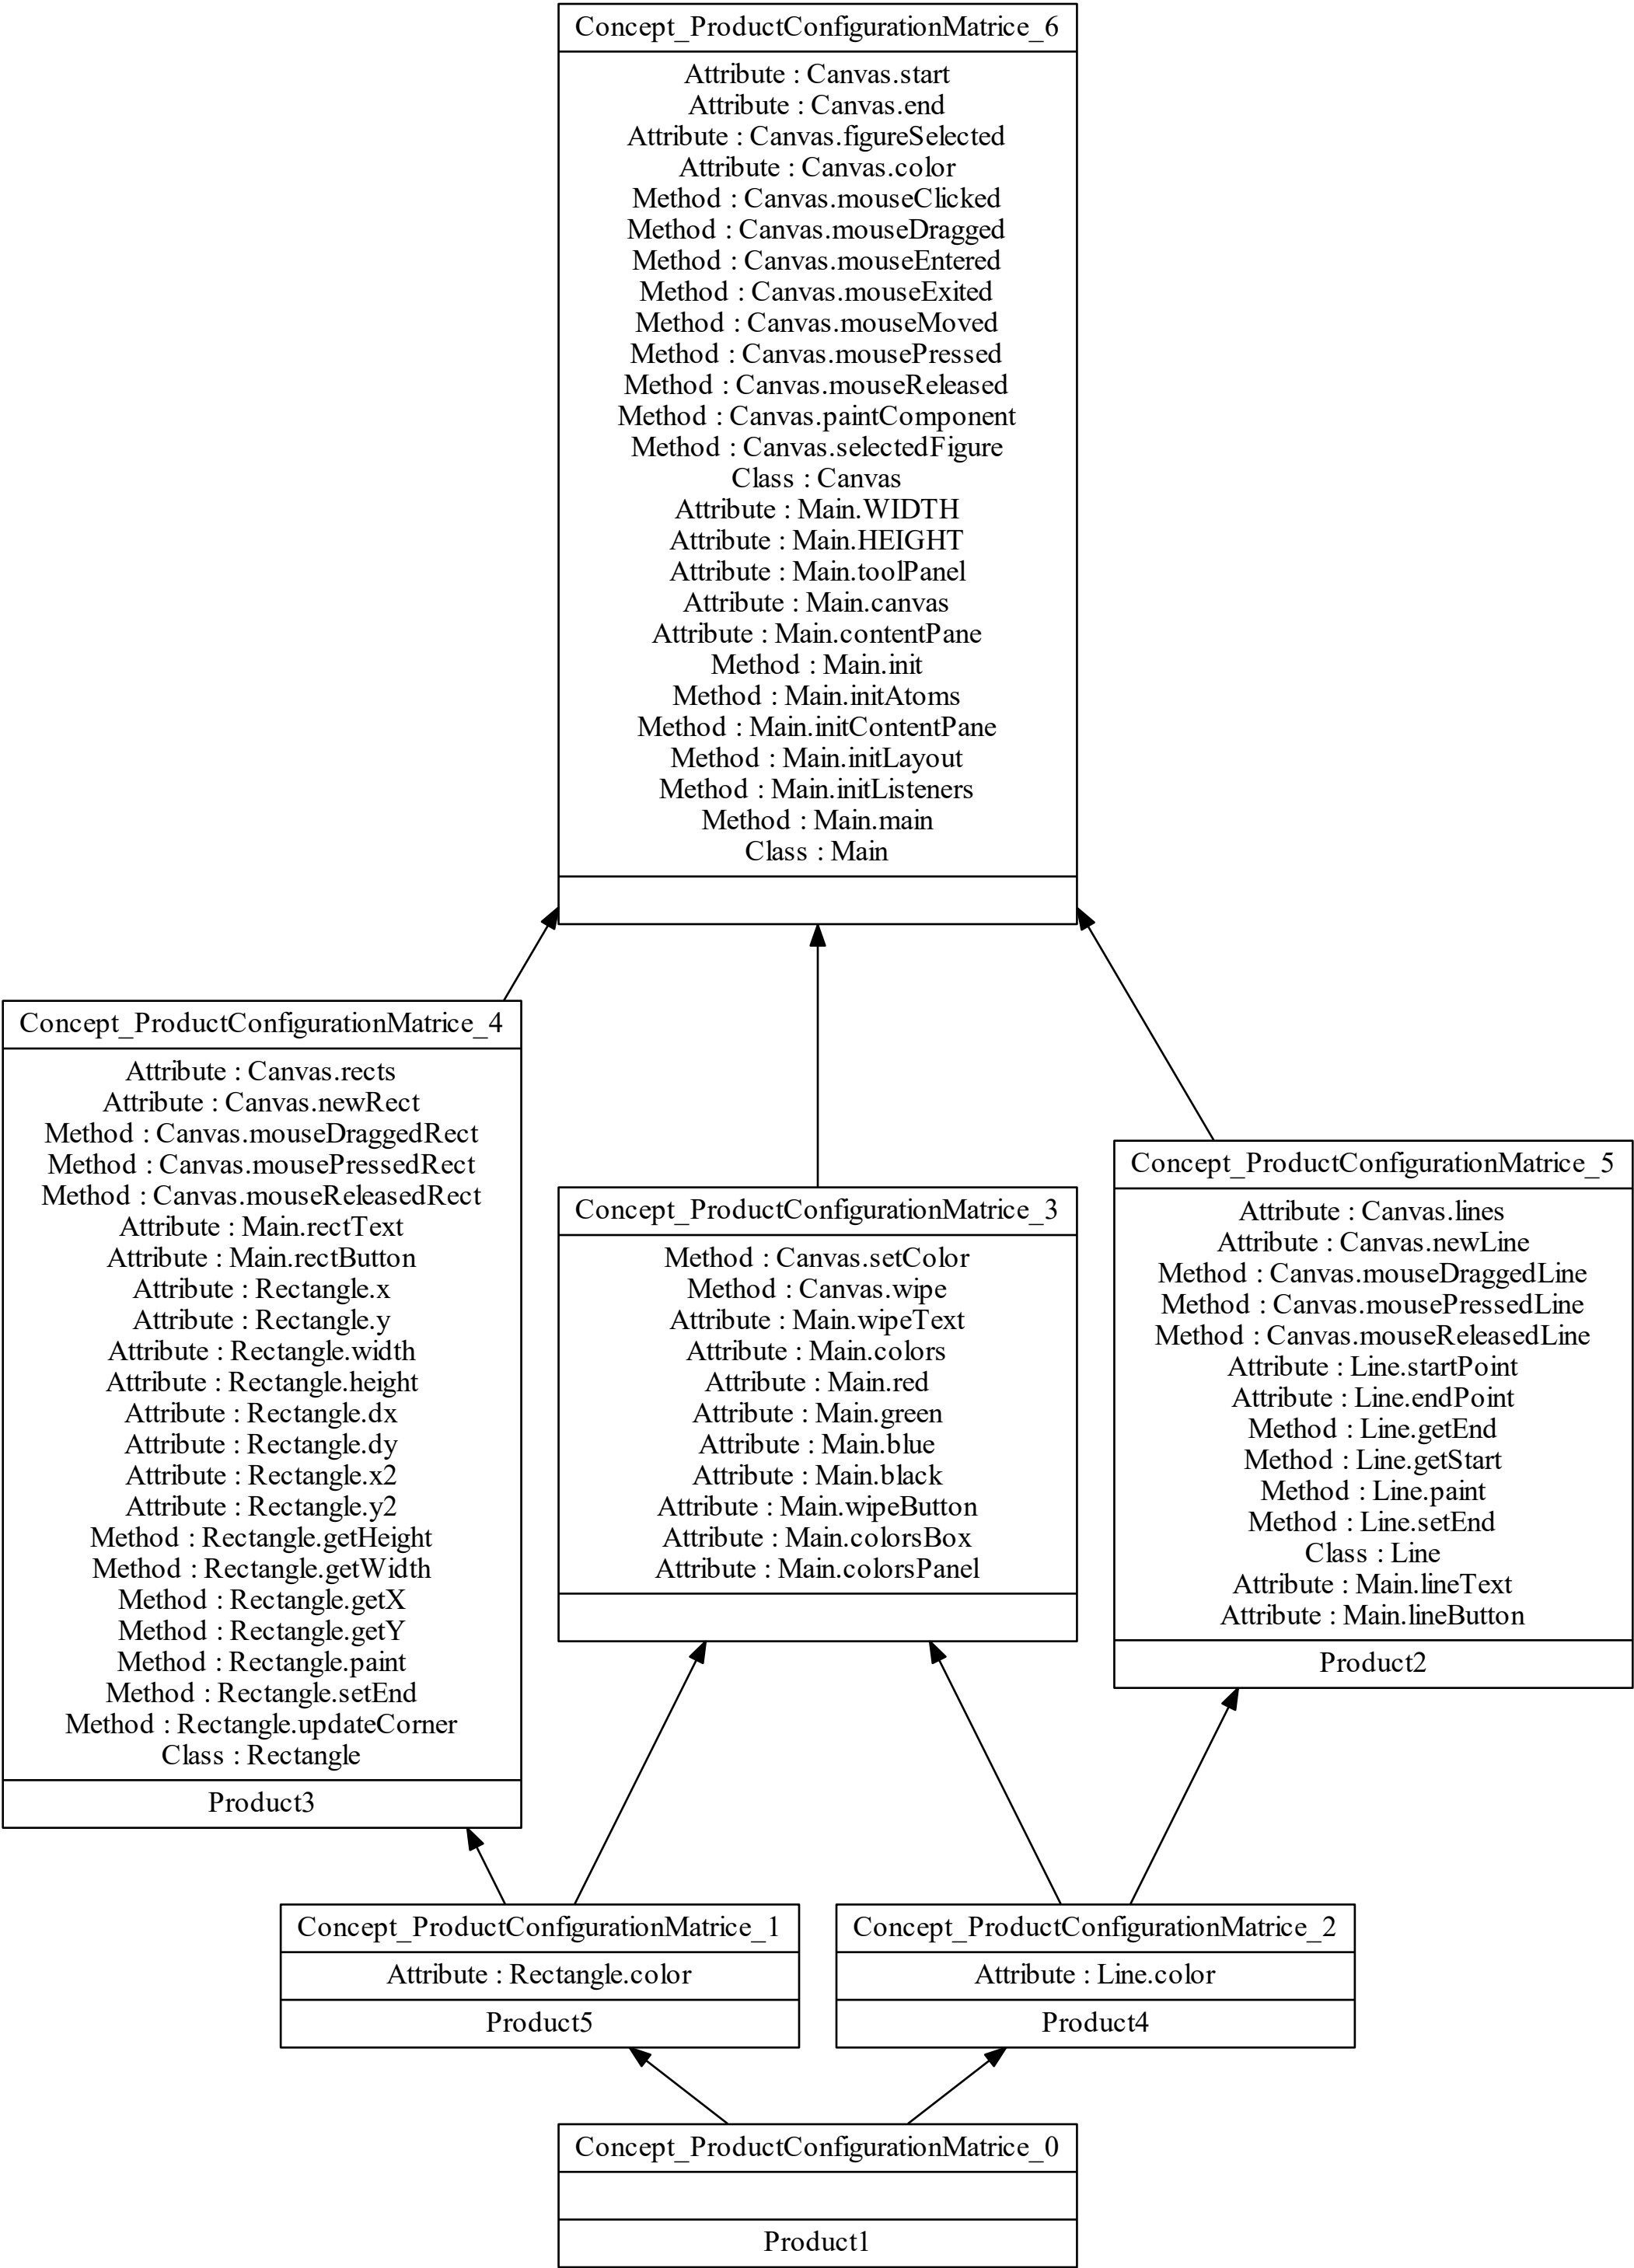 Concept_ProductConfigurationMatrice_6
Attribute : Canvas.start
Attribute : Canvas.end
Attribute : Canvas.figureSelected
Attribute : Canvas.color
Method : Canvas.mouseClicked
Method : Canvas.mouseDragged
Method : Canvas.mouseEntered
Method : Canvas.mouseExited
Method : Canvas.mouseMoved
Method : Canvas.mousePressed
Method : Canvas.mouseReleased
Method : Canvas.paintComponent
Method : Canvas.selectedFigure
Class : Canvas
Attribute : Main.WIDTH
Attribute : Main.HEIGHT
Attribute : Main.toolPanel
Attribute : Main.canvas
Attribute : Main.contentPane
Method : Main.init
Method : Main.initAtoms
Method : Main.initContentPane
Method : Main.initLayout
Method : Main.initListeners
Method : Main.main
Class : Main
Concept_ProductConfigurationMatrice_4
Attribute : Canvas.rects
Attribute : Canvas.newRect
Method : Canvas.mouseDraggedRect
Method : Canvas.mousePressedRect
Method : Canvas.mouseReleasedRect
Attribute : Main.rectText
Attribute : Main.rectButton
Attribute : Rectangle.x
Attribute : Rectangle.y
Attribute : Rectangle.width
Attribute : Rectangle.height
Attribute : Rectangle.dx
Attribute : Rectangle.dy
Attribute : Rectangle.x2
Attribute : Rectangle.y2
Method : Rectangle.getHeight
Method : Rectangle.getWidth
Method : Rectangle.getX
Method : Rectangle.getY
Method : Rectangle.paint
Method : Rectangle.setEnd
Method : Rectangle.updateCorner
Class : Rectangle
Product3
Concept_ProductConfigurationMatrice_3
Method : Canvas.setColor
Method : Canvas.wipe
Attribute : Main.wipeText
Attribute : Main.colors
Attribute : Main.red
Attribute : Main.green
Attribute : Main.blue
Attribute : Main.black
Attribute : Main.wipeButton
Attribute : Main.colorsBox
Attribute : Main.colorsPanel
Concept_ProductConfigurationMatrice_5
Attribute : Canvas.lines
Attribute : Canvas.newLine
Method : Canvas.mouseDraggedLine
Method : Canvas.mousePressedLine
Method : Canvas.mouseReleasedLine
Attribute : Line.startPoint
Attribute : Line.endPoint
Method : Line.getEnd
Method : Line.getStart
Method : Line.paint
Method : Line.setEnd
Class : Line
Attribute : Main.lineText
Attribute : Main.lineButton
Product2
Concept_ProductConfigurationMatrice_1
Attribute : Rectangle.color
Product5
Concept_ProductConfigurationMatrice_2
Attribute : Line.color
Product4
Concept_ProductConfigurationMatrice_0
Product1